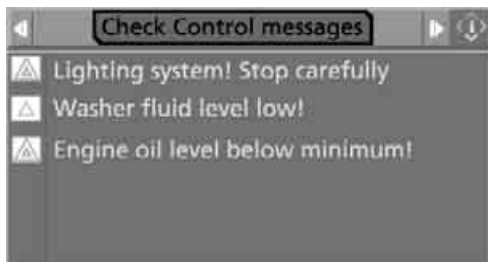 Check Control messages
Lighting system! Stop carefully
Washer fluid level low!
Engine oil level below minimum!